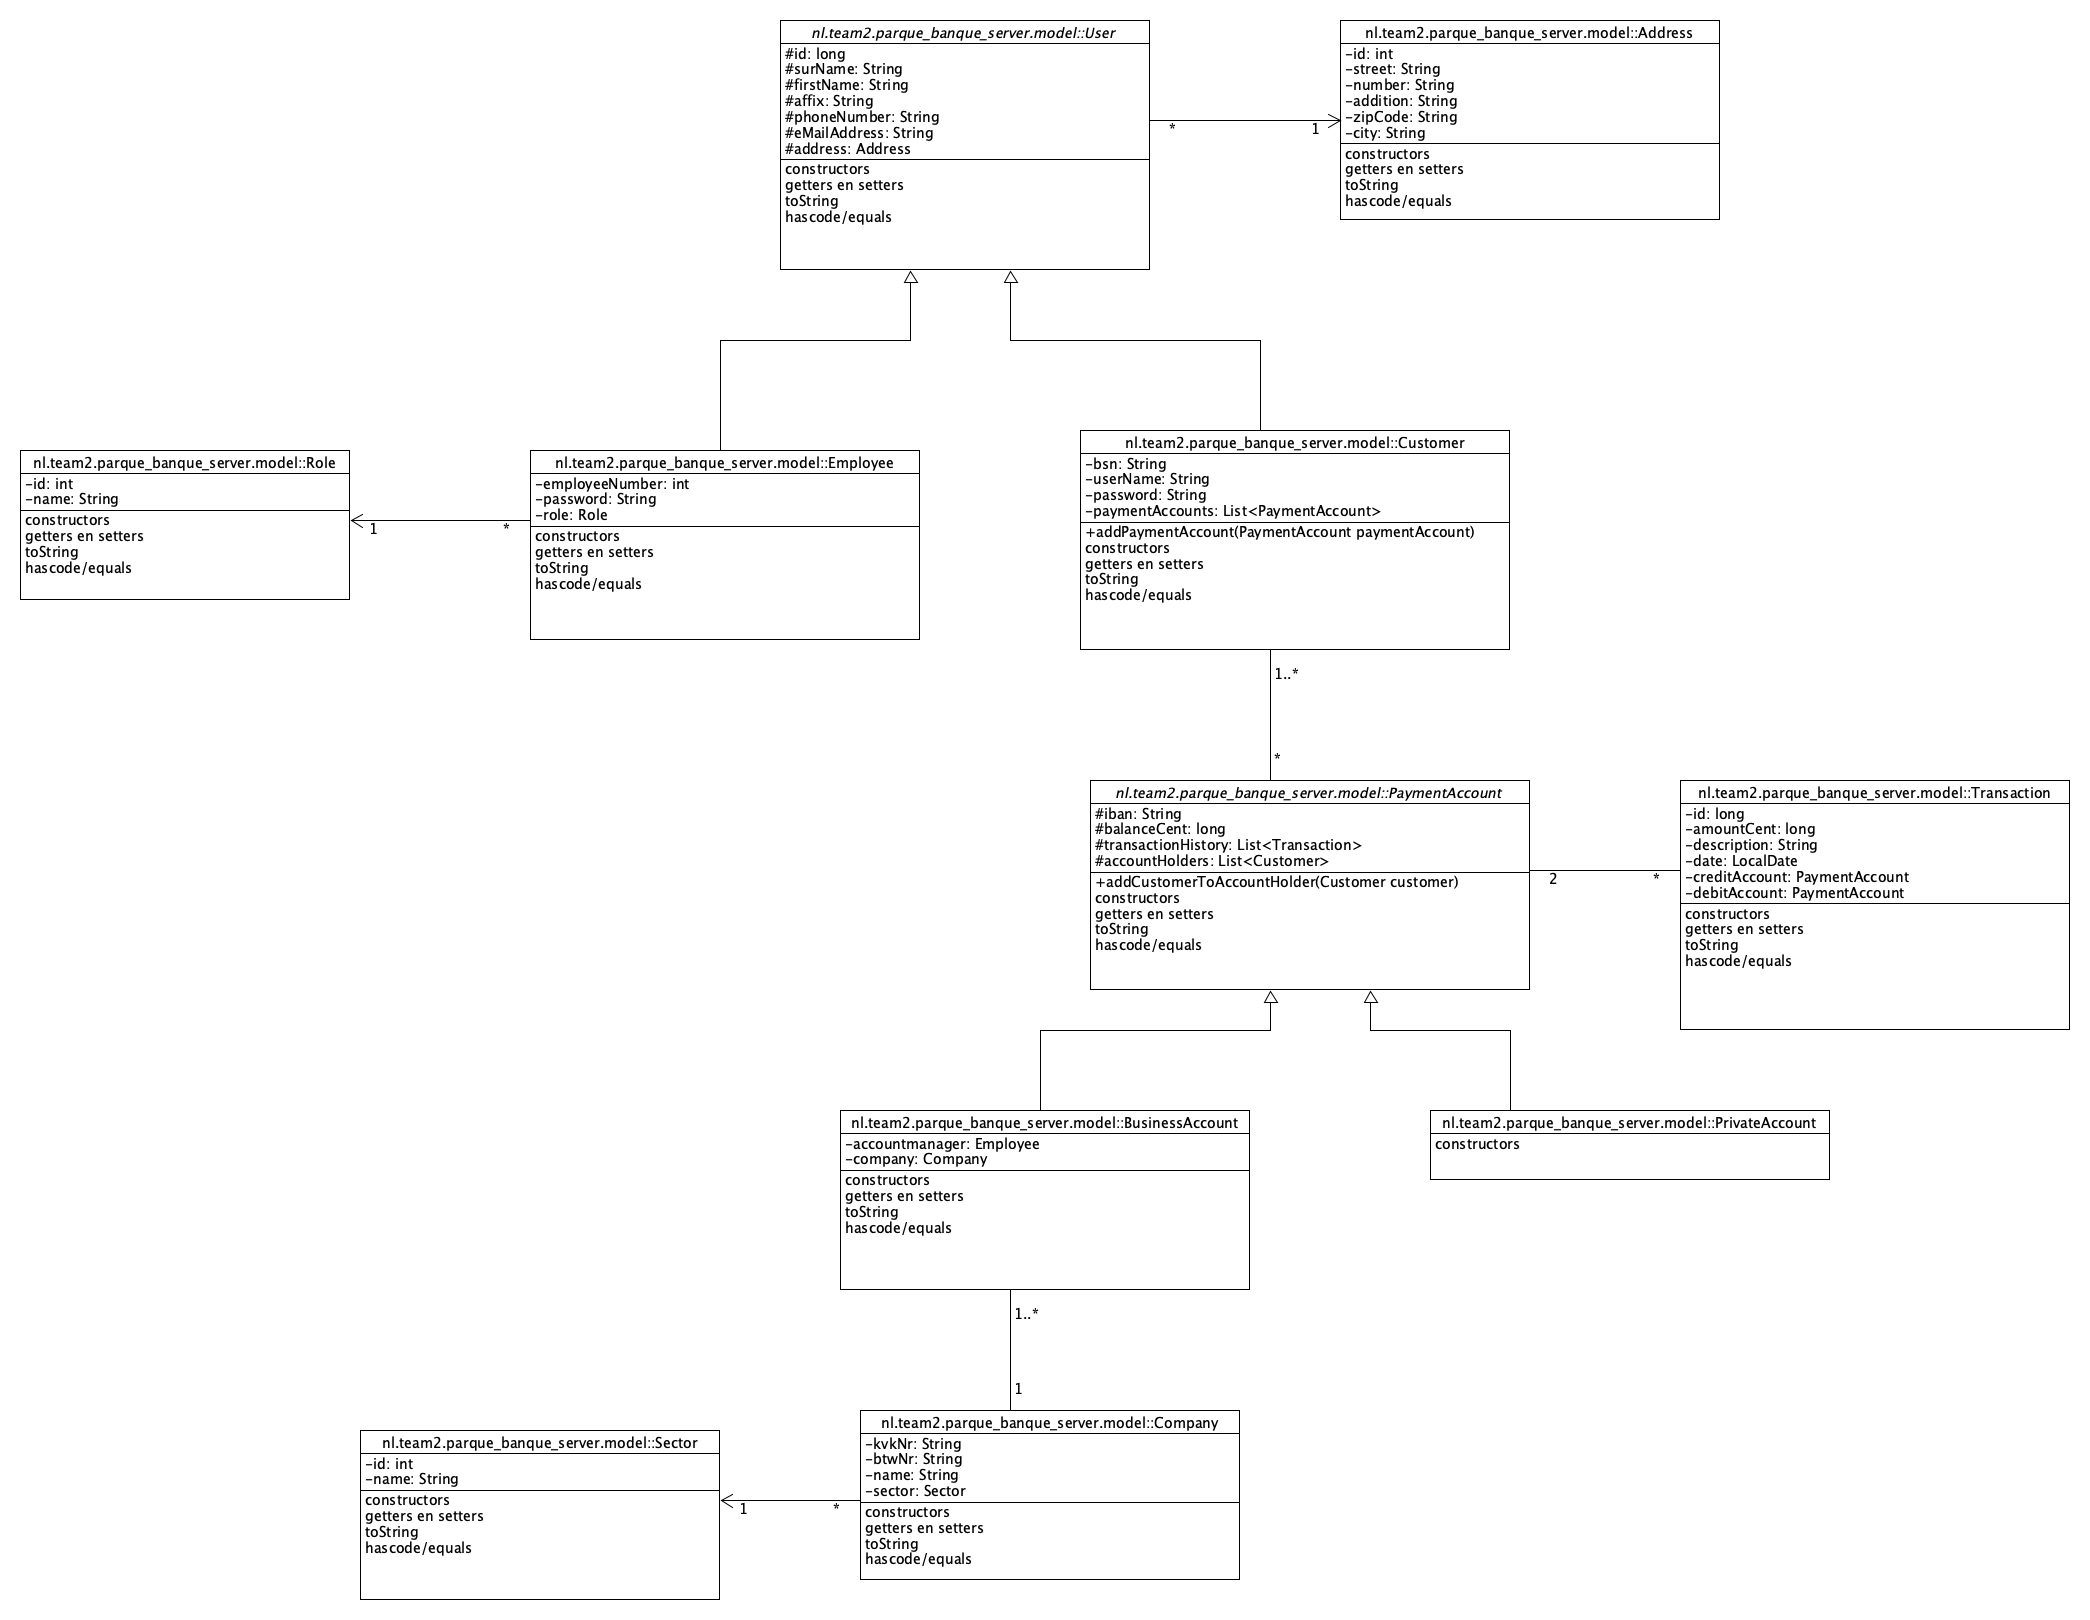 nl.team2.parque_banque_server.model::User
#id: long
#surName: String
#firstName: String
#affix: String
#phoneNumber: String
#eMailAddress: String
#address: Address
constructors
getters en setters
toString
hascode/equals
*
1
nl.team2.parque_banque_server.model::Address
-id: int
-street: String
-number: String
-addition: String
-zipCode: String
-city: String
constructors
getters en setters
toString
hascode/equals
nl.team2.parque_banque_server.model::Role
-id: int
-name: String
constructors
getters en setters
toString
hascode/equals
1
*
nl.team2.parque_banque_server.model::Employee
-employeeNumber: int
-password: String
-role: Role
constructors
getters en setters
toString
hascode/equals
nl.team2.parque_banque_server.model::Customer
-bsn: String
-userName: String
-password: String
-paymentAccounts: List<PaymentAccount>
+addPaymentAccount(PaymentAccount paymentAccount)
constructors
getters en setters
toString
hascode/equals
1..*
*
nl.team2.parque_banque_server.model::PaymentAccount
#iban: String
#balanceCent: long
#transactionHistory: List<Transaction>
#accountHolders: List<Customer>
+addCustomerToAccountHolder(Customer customer)
constructors
getters en setters
toString
hascode/equals
2
*
nl.team2.parque_banque_server.model::Transaction
-id: long
-amountCent: long
-description: String
-date: LocalDate
-creditAccount: PaymentAccount
-debitAccount: PaymentAccount
constructors
getters en setters
toString
hascode/equals
nl.team2.parque_banque_server.model::BusinessAccount
-accountmanager: Employee
-company: Company
constructors
getters en setters
toString
hascode/equals
nl.team2.parque_banque_server.model::PrivateAccount
constructors
1..*
1
nl.team2.parque_banque_server.model::Sector
-id: int
-name: String
constructors
getters en setters
toString
hascode/equals
1
*
nl.team2.parque_banque_server.model::Company
-kvkNr: String
-btwNr: String
-name: String
-sector: Sector
constructors
getters en setters
toString
hascode/equals